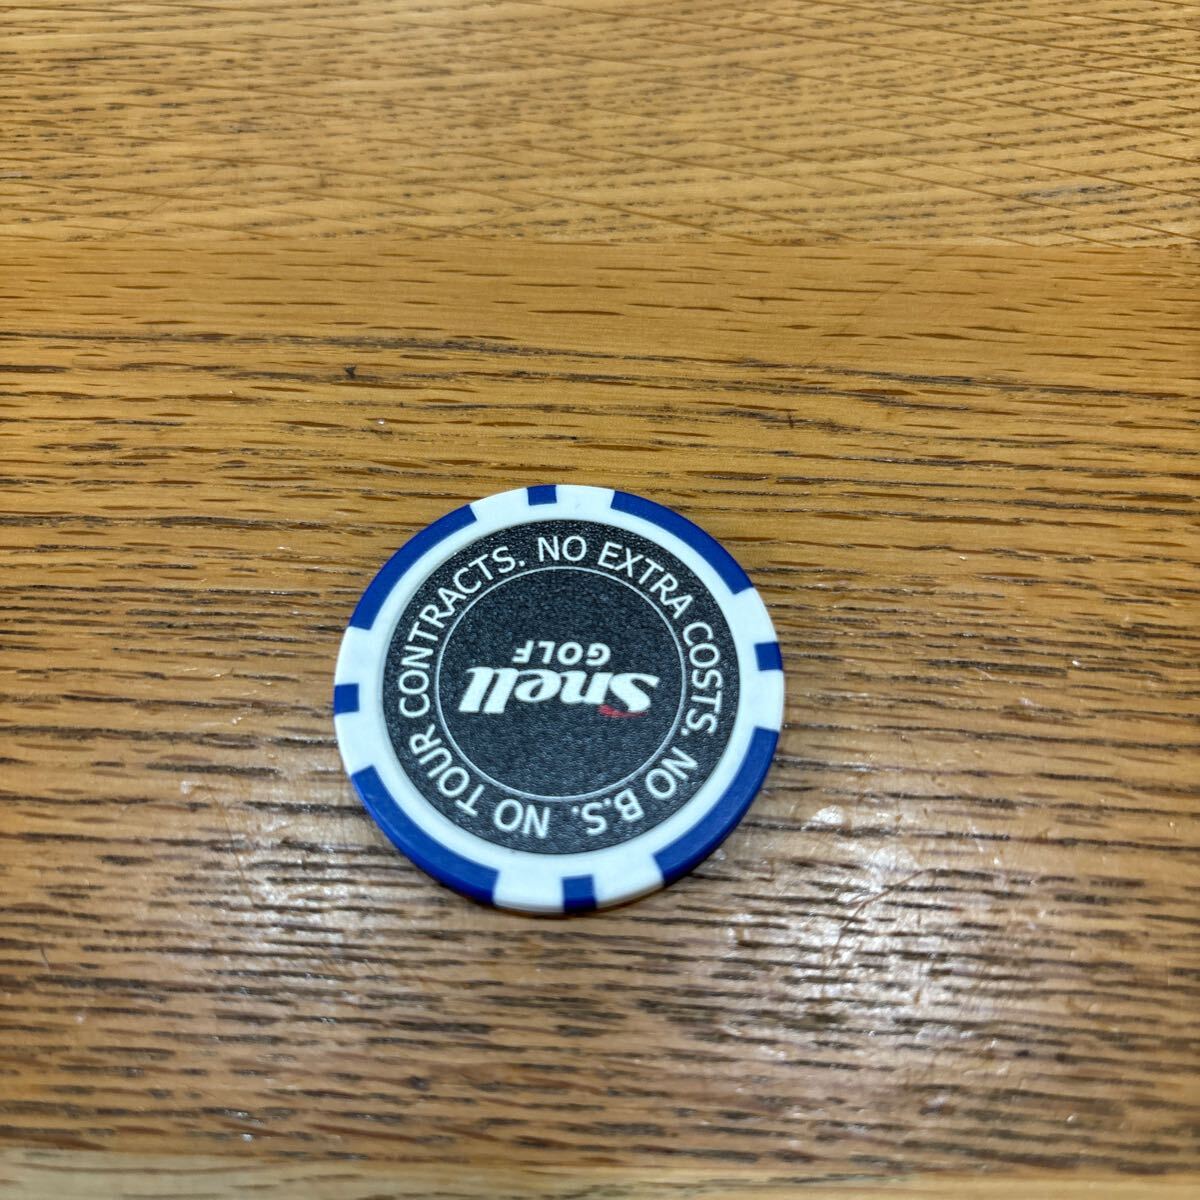 Snell
GOLF
NO TOUR CONTRACTS. NO EXTRA COSTS. NO B.S.